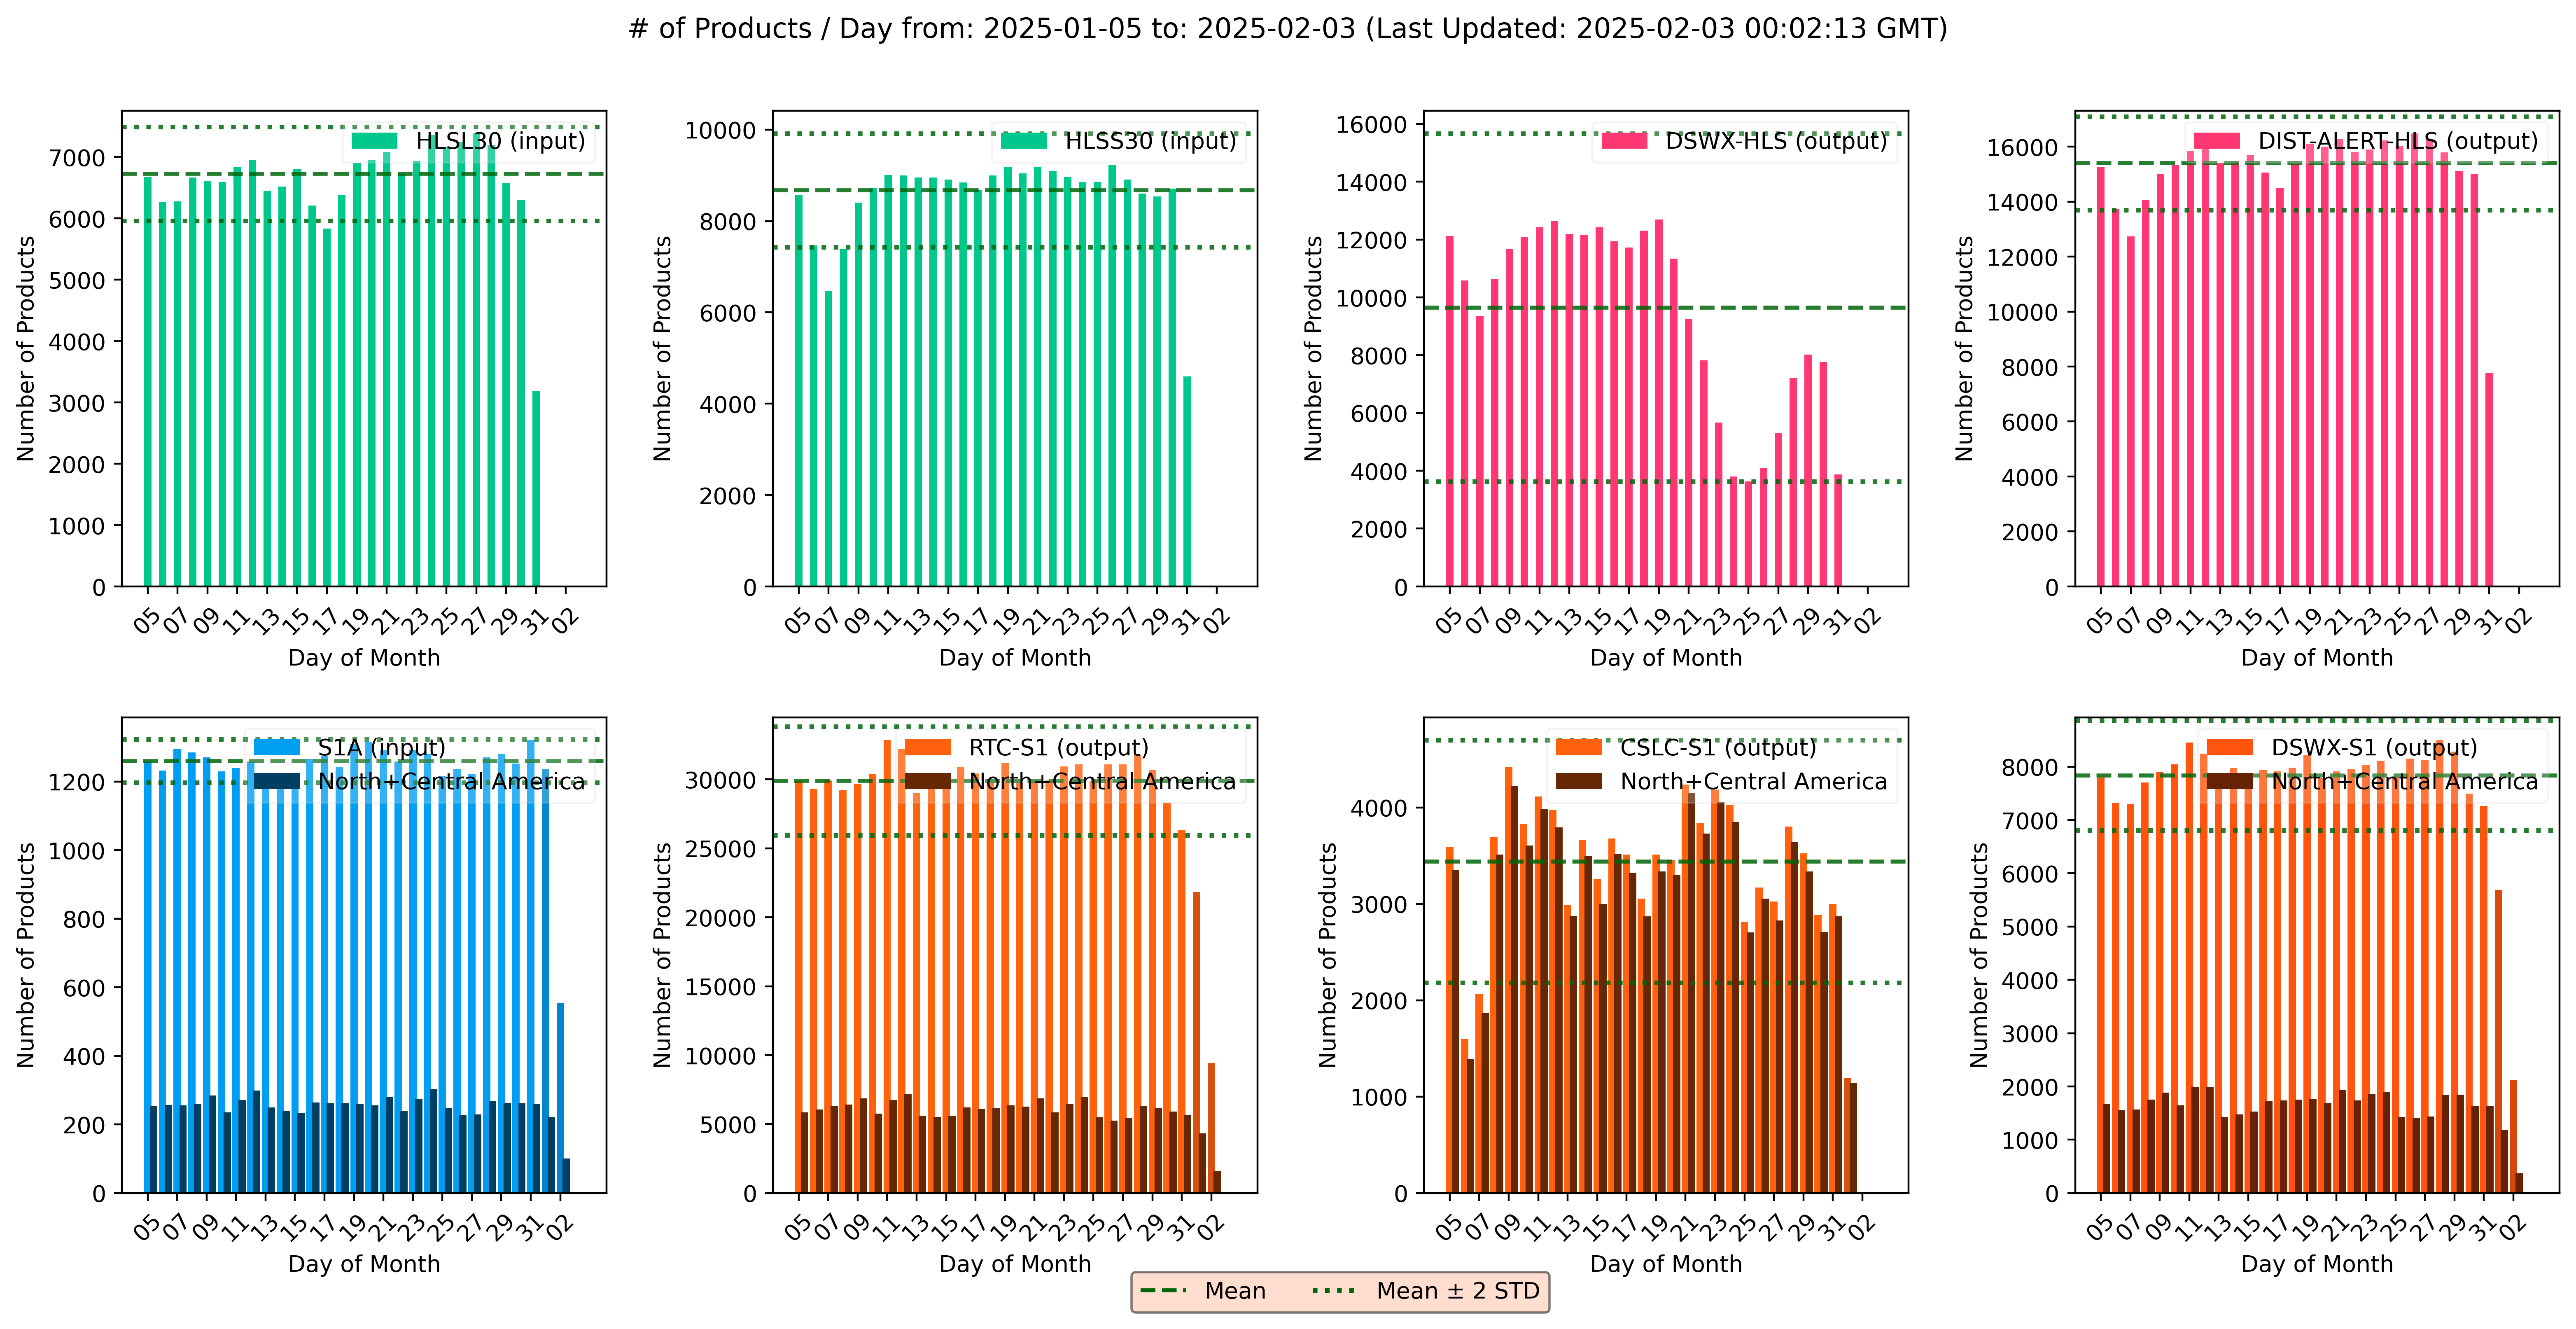 # of Products / Day from: 2025-01-05 to: 2025-02-03 (Last Updated: 2025-02-03 00:02:13 GMT)
HLSL30 (input)
Number of Products
7000
6000
5000
4000
3000
2000
1000
0
05 07 09 11 13 15 17 19 21 23 25 27 29 31 02
Day of Month
HLSS30 (input)
Number of Products
10000
8000
6000
4000
2000
0
05 07 09 11 13 15 17 19 21 23 25 27 29 31 02
Day of Month
DSWX-HLS (output)
Number of Products
16000
14000
12000
10000
8000
6000
4000
2000
0
05 07 09 11 13 15 17 19 21 23 25 27 29 31 02
Day of Month
DIST-ALERT-HLS (output)
Number of Products
16000
14000
12000
10000
8000
6000
4000
2000
0
05 07 09 11 13 15 17 19 21 23 25 27 29 31 02
Day of Month
S1A (input)
North+Central America
Number of Products
1200
1000
800
600
400
200
0
05 07 09 11 13 15 17 19 21 23 25 27 29 31 02
Day of Month
RTC-S1 (output)
North+Central America
Number of Products
30000
25000
20000
15000
10000
5000
0
05 07 09 11 13 15 17 19 21 23 25 27 29 31 02
Day of Month
CSLC-S1 (output)
North+Central America
Number of Products
4000
3000
2000
1000
0
05 07 09 11 13 15 17 19 21 23 25 27 29 31 02
Day of Month
DSWX-S1 (output)
North+Central America
Number of Products
8000
7000
6000
5000
4000
3000
2000
1000
0
05 07 09 11 13 15 17 19 21 23 25 27 29 31 02
Day of Month
Mean
Mean ± 2 STD